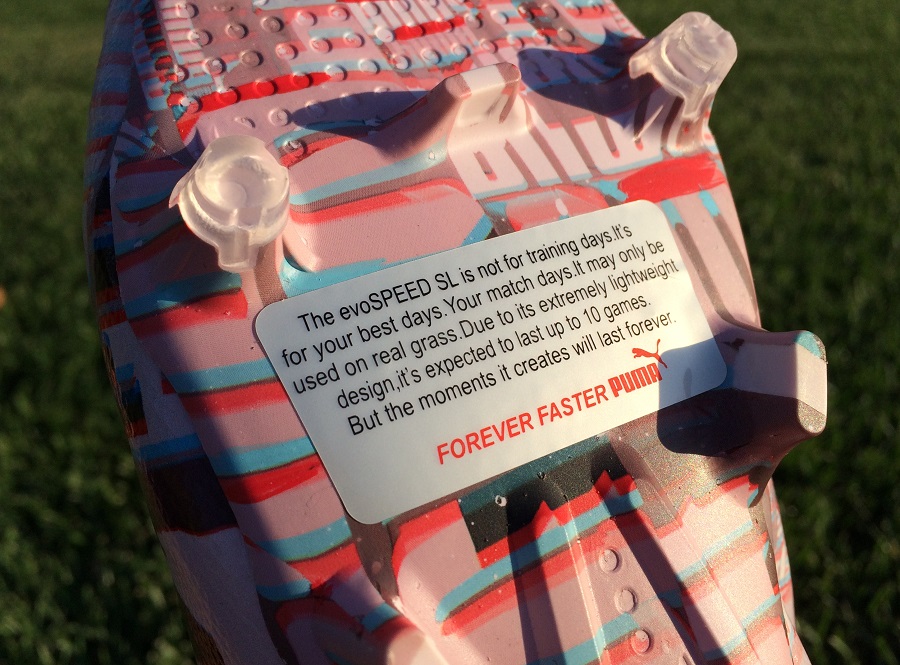 The evoSPEED SL is not for training days.It's
for your best days.Your match days.It may only be
used on real grass.Due to its extremely lightweight
design,it's expected to last up to 10 games.
But the moments it creates will last forever.
FOREVER FASTER PUMA